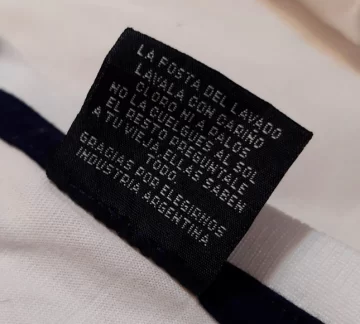 LA POSTA DEL LAVADO
LAVALA CON CARIÑO
CLORO NI A PALOS
NO LA CUELGUES AL SOL
EL RESTO PREGUNTALE
A TU VIEJA, ELLAS SABEN
TODO.
GRACIAS POR ELEGIRNOS
INDUSTRIA ARGENTINA